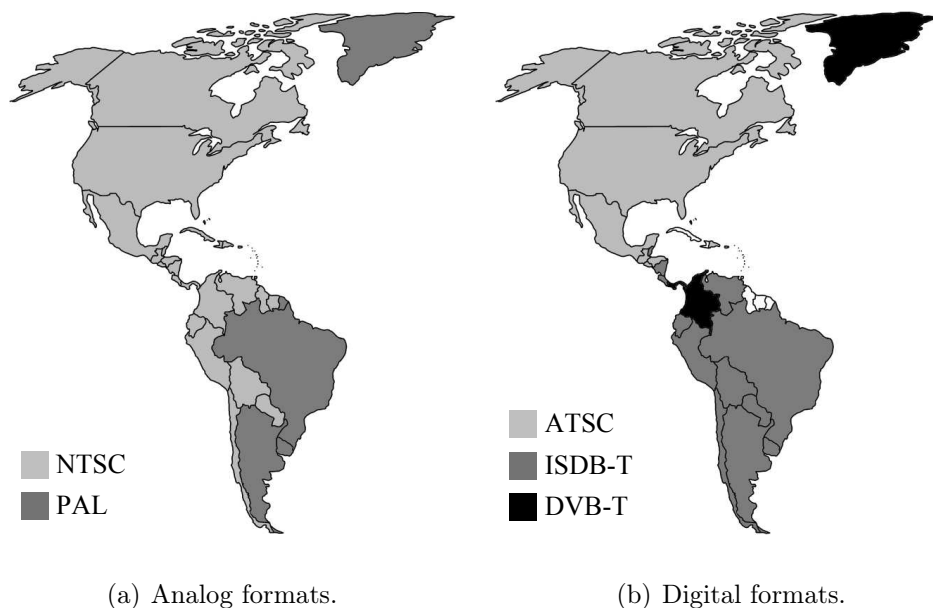 NTSC
PAL
ATSC
ISDB-T
DVB-T
(a) Analog formats.
(b) Digital formats.